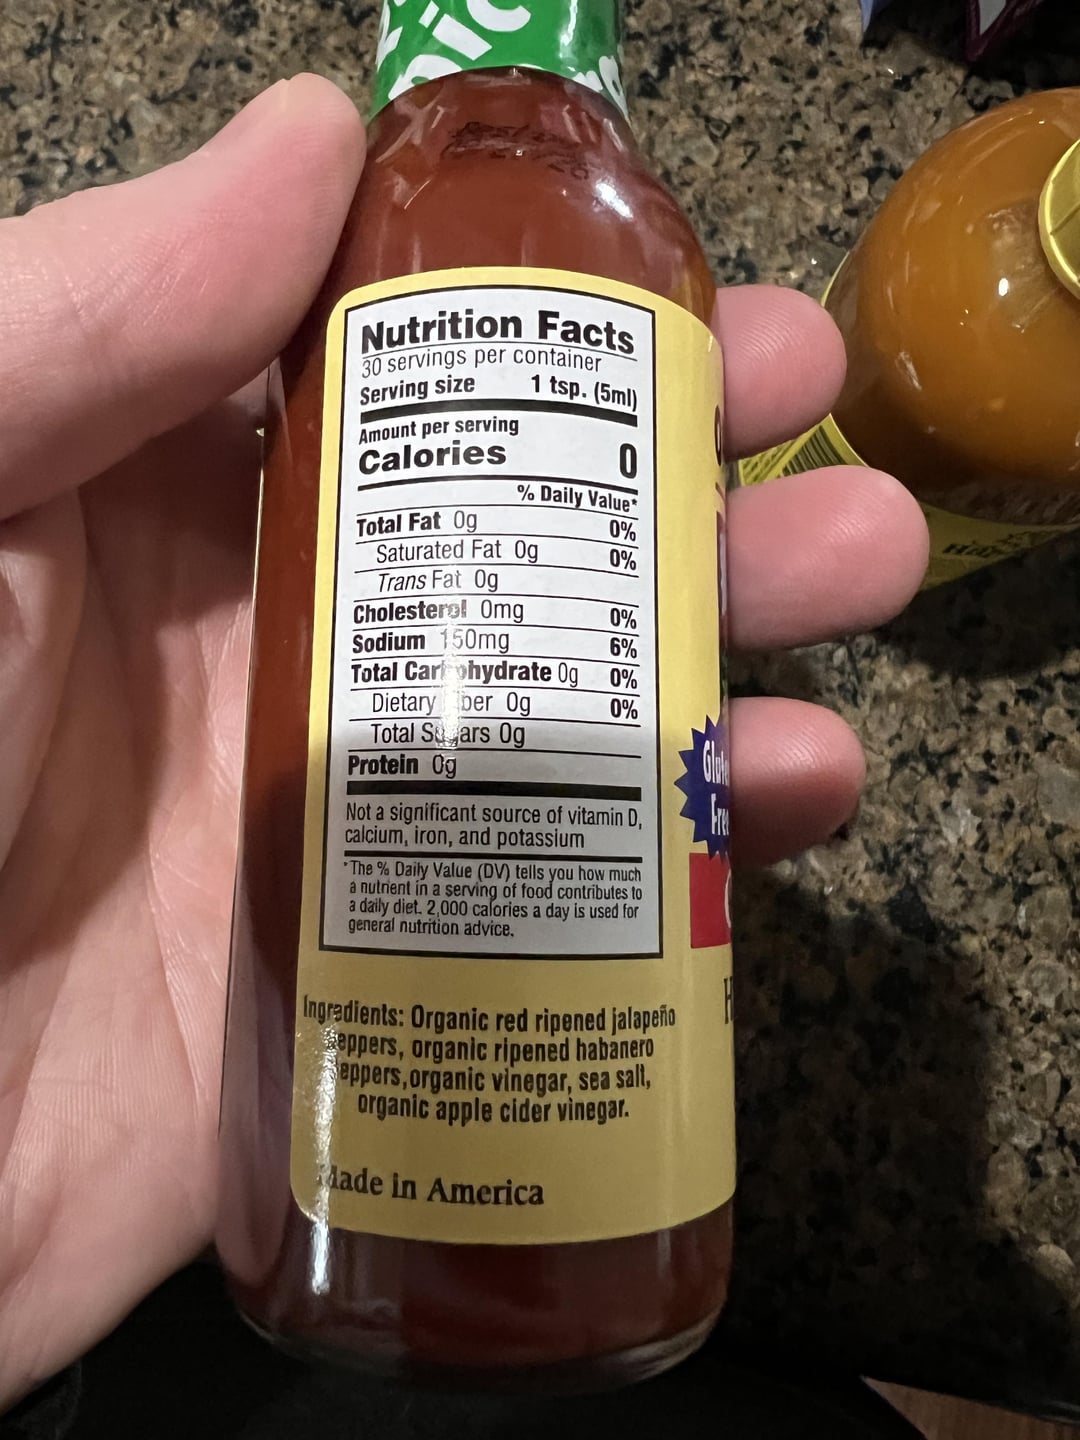 Nutrition Facts
30 servings per container
Serving size 1 tsp. (5ml)
Amount per serving
Calories 0
% Daily Value*
Total Fat 0g 0%
Saturated Fat 0g 0%
Trans Fat 0g
Cholesterol 0mg 0%
Sodium 150mg 6%
Total Carbohydrate 0g 0%
Dietary Fiber 0g 0%
Total Sugars 0g
Protein 0g
Not a significant source of vitamin D,
calcium, iron, and potassium
*The % Daily Value (DV) tells you how much
a nutrient in a serving of food contributes to
a daily diet. 2,000 calories a day is used for
general nutrition advice.
Ingredients: Organic red ripened jalapeño
peppers, organic ripened habanero
peppers, organic vinegar, sea salt,
organic apple cider vinegar.
Made in America
Gluten
Free